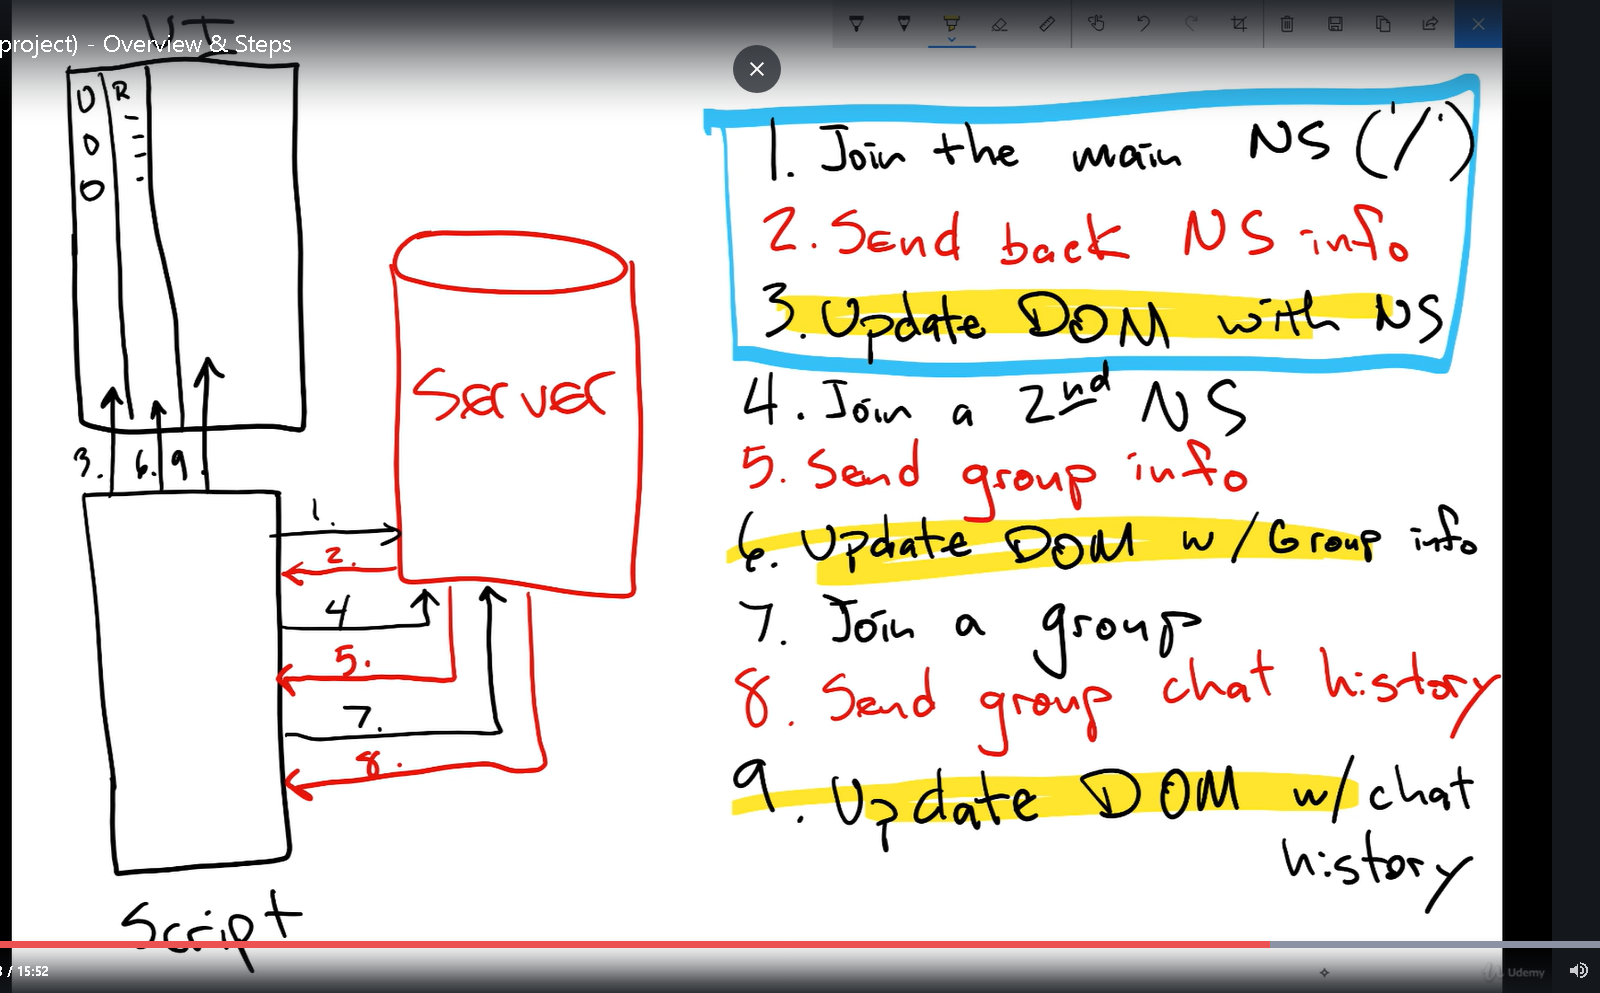 UI
project) - Overview & Steps
R
1. Join the main NS ('/')
2. Send back NS info
3. Update DOM with NS
4. Join a 2nd NS
5. Send group info
6. Update DOM w/Group info
7. Join a group
8. Send group chat history
9. Update DOM w/ chat
history
Server
3. 6. 9.
1.
2.
4
5.
7.
8.
Script
/ 15:52
Udemy